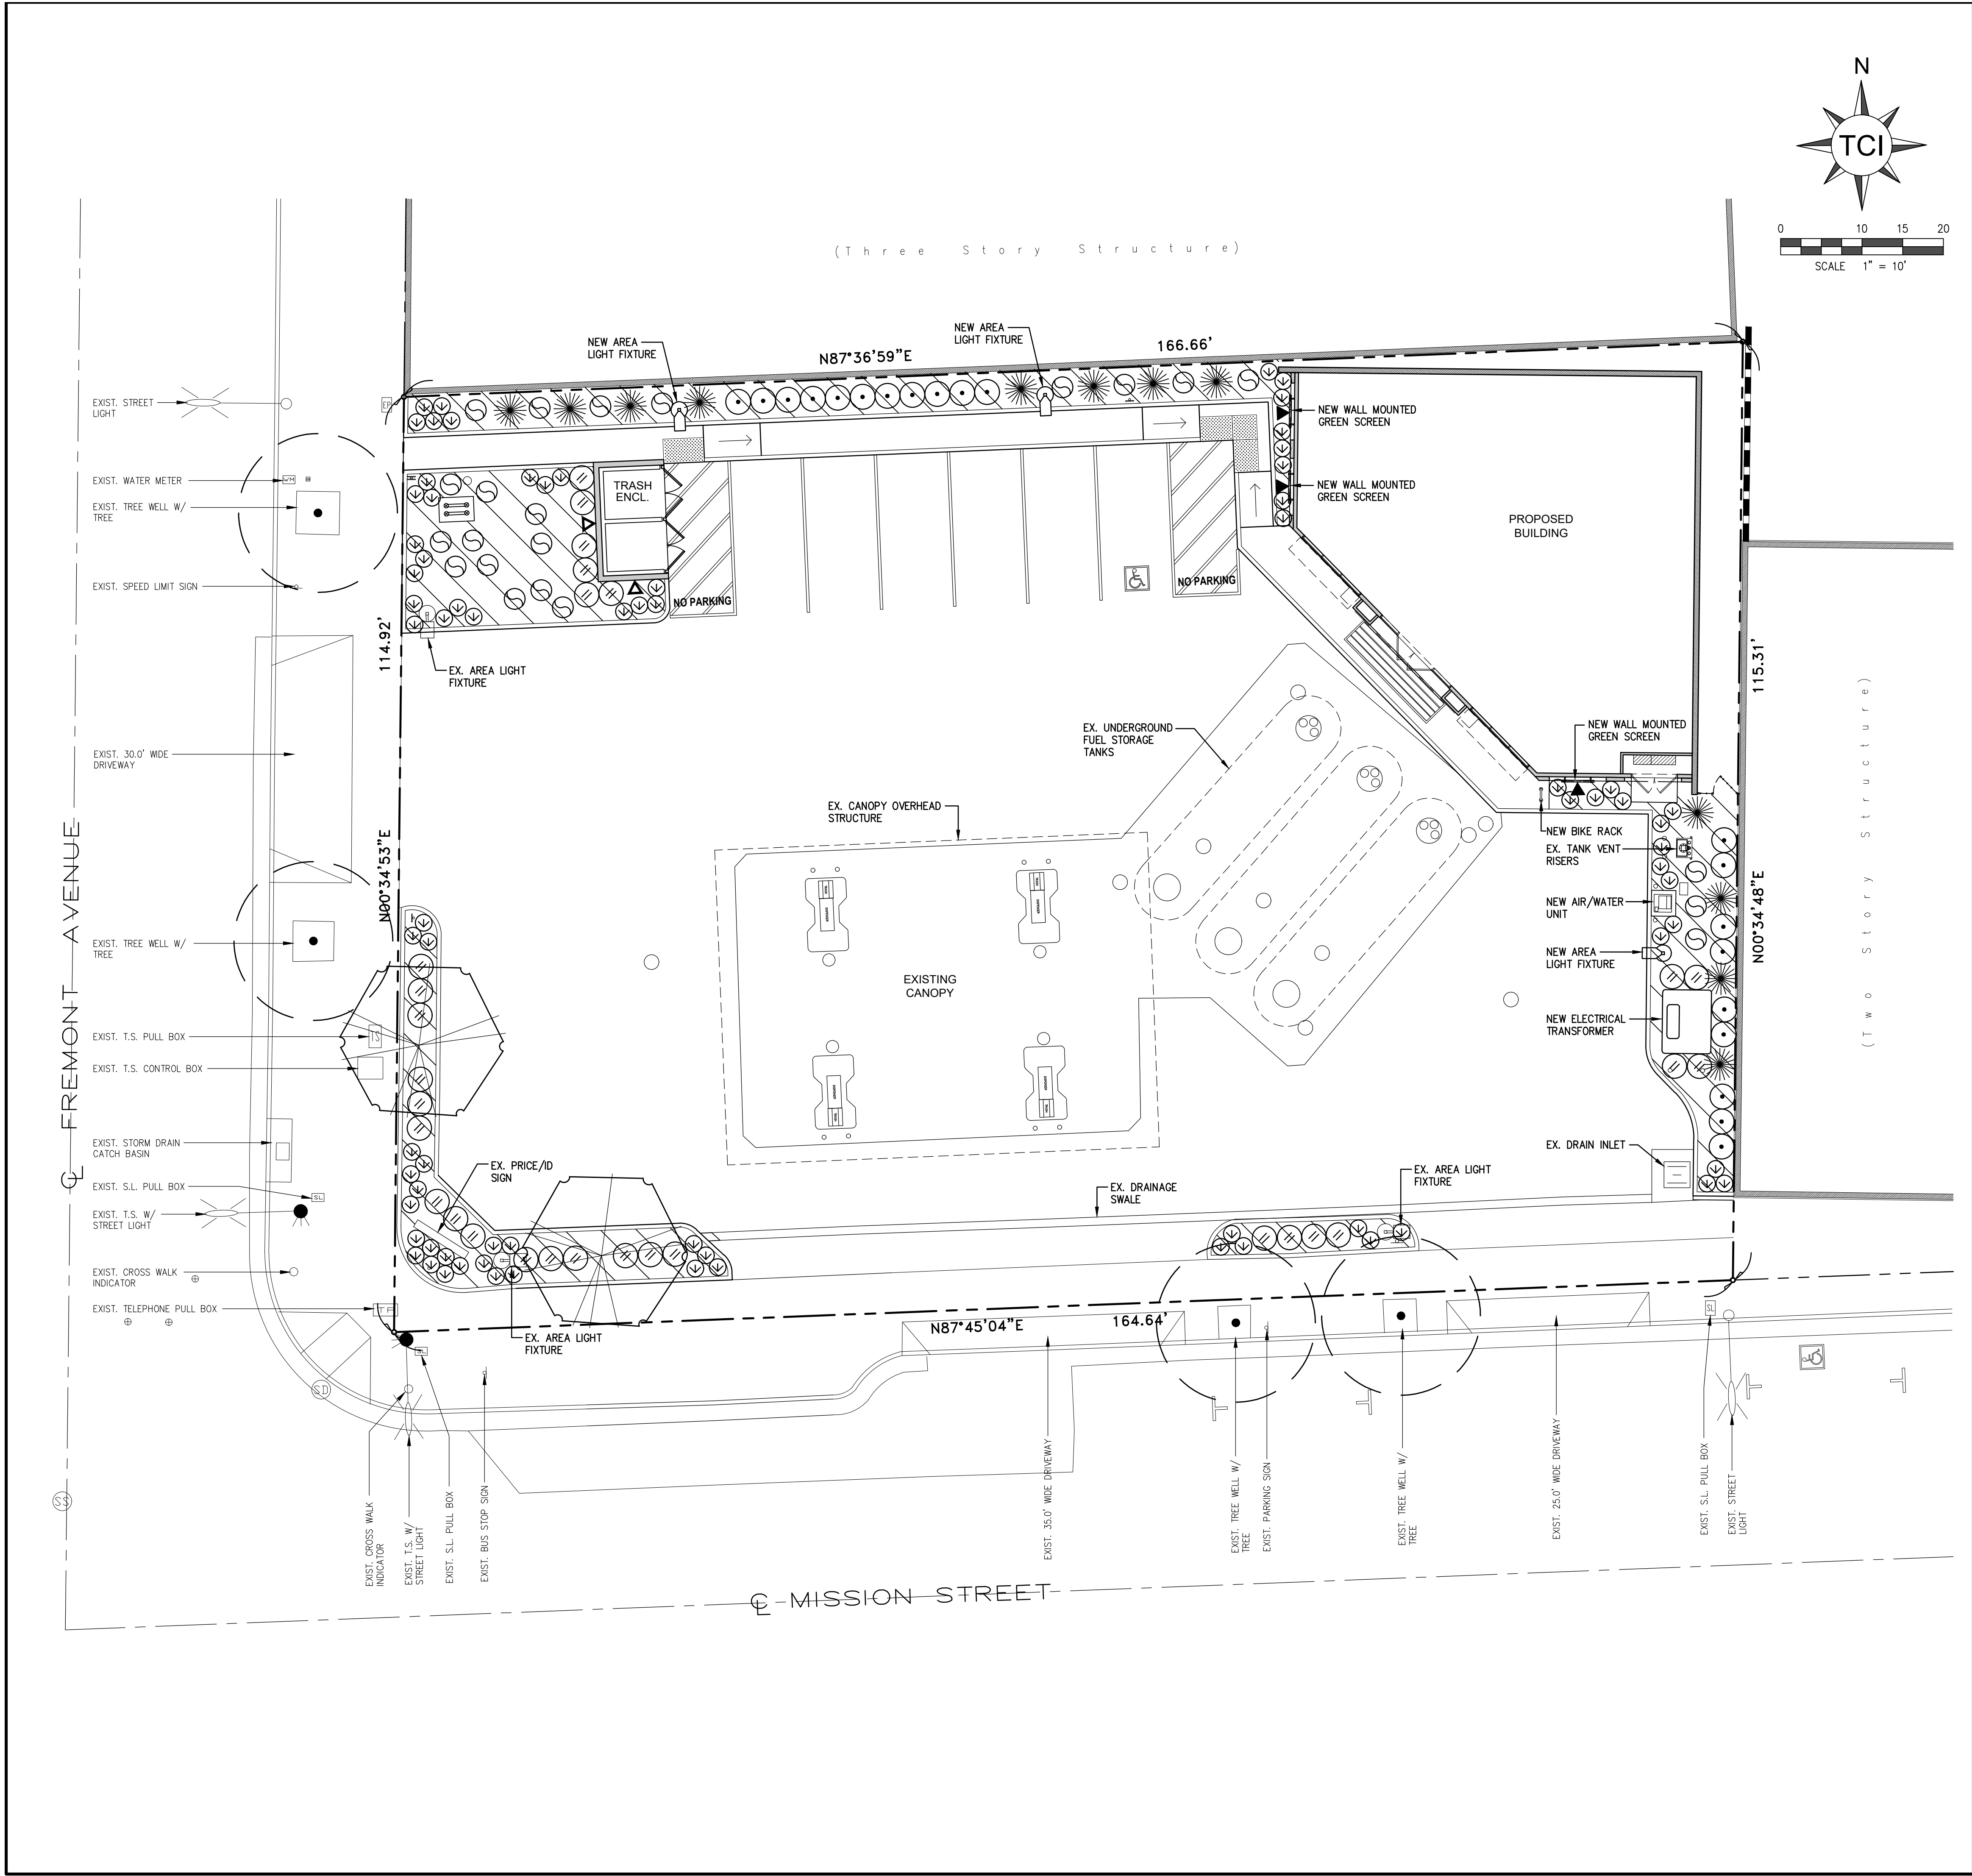 N
TCI
0 10 15 20
SCALE 1" = 10'
(Three Story Structure)
NEW AREA
LIGHT FIXTURE
NEW AREA
LIGHT FIXTURE
N87°36'59"E
166.66'
EXIST. STREET
LIGHT
EP
NEW WALL MOUNTED
GREEN SCREEN
EXIST. WATER METER
WM
TRASH
ENCL.
NEW WALL MOUNTED
GREEN SCREEN
EXIST. TREE WELL W/
TREE
PROPOSED
BUILDING
EXIST. SPEED LIMIT SIGN
NO PARKING
NO PARKING
114.92'
EX. AREA LIGHT
FIXTURE
115.31'
(Two Story Structure)
EX. UNDERGROUND
FUEL STORAGE
TANKS
NEW WALL MOUNTED
GREEN SCREEN
EXIST. 30.0' WIDE
DRIVEWAY
EX. CANOPY OVERHEAD
STRUCTURE
NEW BIKE RACK
EX. TANK VENT
RISERS
N00°34'53"E
N00°34'48"E
NEW AIR/WATER
UNIT
EXIST. TREE WELL W/
TREE
NEW AREA
LIGHT FIXTURE
EXISTING
CANOPY
NEW ELECTRICAL
TRANSFORMER
℄ FREMONT AVENUE
EXIST. T.S. PULL BOX
TS
EXIST. T.S. CONTROL BOX
EXIST. STORM DRAIN
CATCH BASIN
EX. DRAIN INLET
EX. PRICE/ID
SIGN
EX. AREA LIGHT
FIXTURE
EXIST. S.L. PULL BOX
SL
EX. DRAINAGE
SWALE
EXIST. T.S. W/
STREET LIGHT
EXIST. CROSS WALK
INDICATOR
EXIST. TELEPHONE PULL BOX
SL
EX. AREA LIGHT
FIXTURE
N87°45'04"E
164.64'
SL
SD
SS
EXIST. CROSS WALK
INDICATOR
EXIST. T.S. W/
STREET LIGHT
EXIST. S.L. PULL BOX
EXIST. BUS STOP SIGN
EXIST. 35.0' WIDE DRIVEWAY
EXIST. TREE WELL W/
TREE
EXIST. PARKING SIGN
EXIST. TREE WELL W/
TREE
EXIST. 25.0' WIDE DRIVEWAY
EXIST. S.L. PULL BOX
EXIST. STREET
LIGHT
℄ MISSION STREET